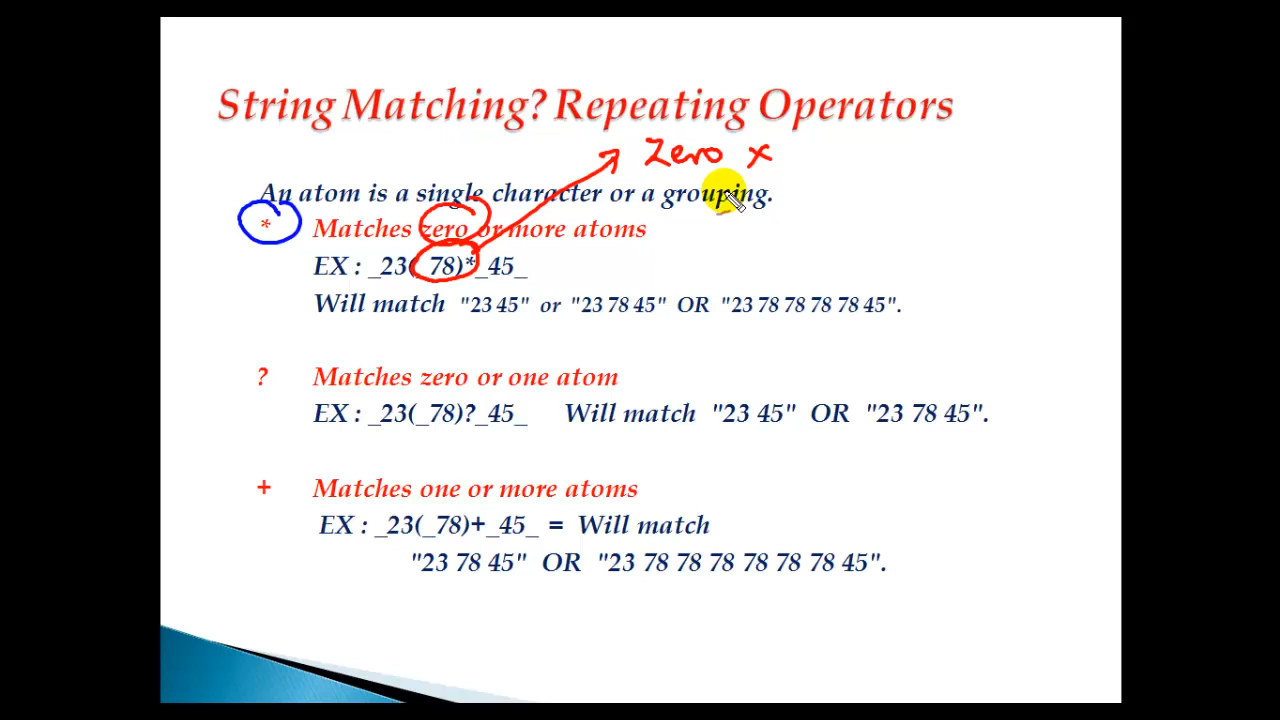 String Matching? Repeating Operators
Zero x
An atom is a single character or a grouping.
* Matches zero or more atoms
EX : _23(_78)*_45_
Will match "23 45" or "23 78 45" OR "23 78 78 78 78 45".
? Matches zero or one atom
EX : _23(_78)?_45_ Will match "23 45" OR "23 78 45".
+ Matches one or more atoms
EX : _23(_78)+_45_ = Will match
"23 78 45" OR "23 78 78 78 78 78 78 45".